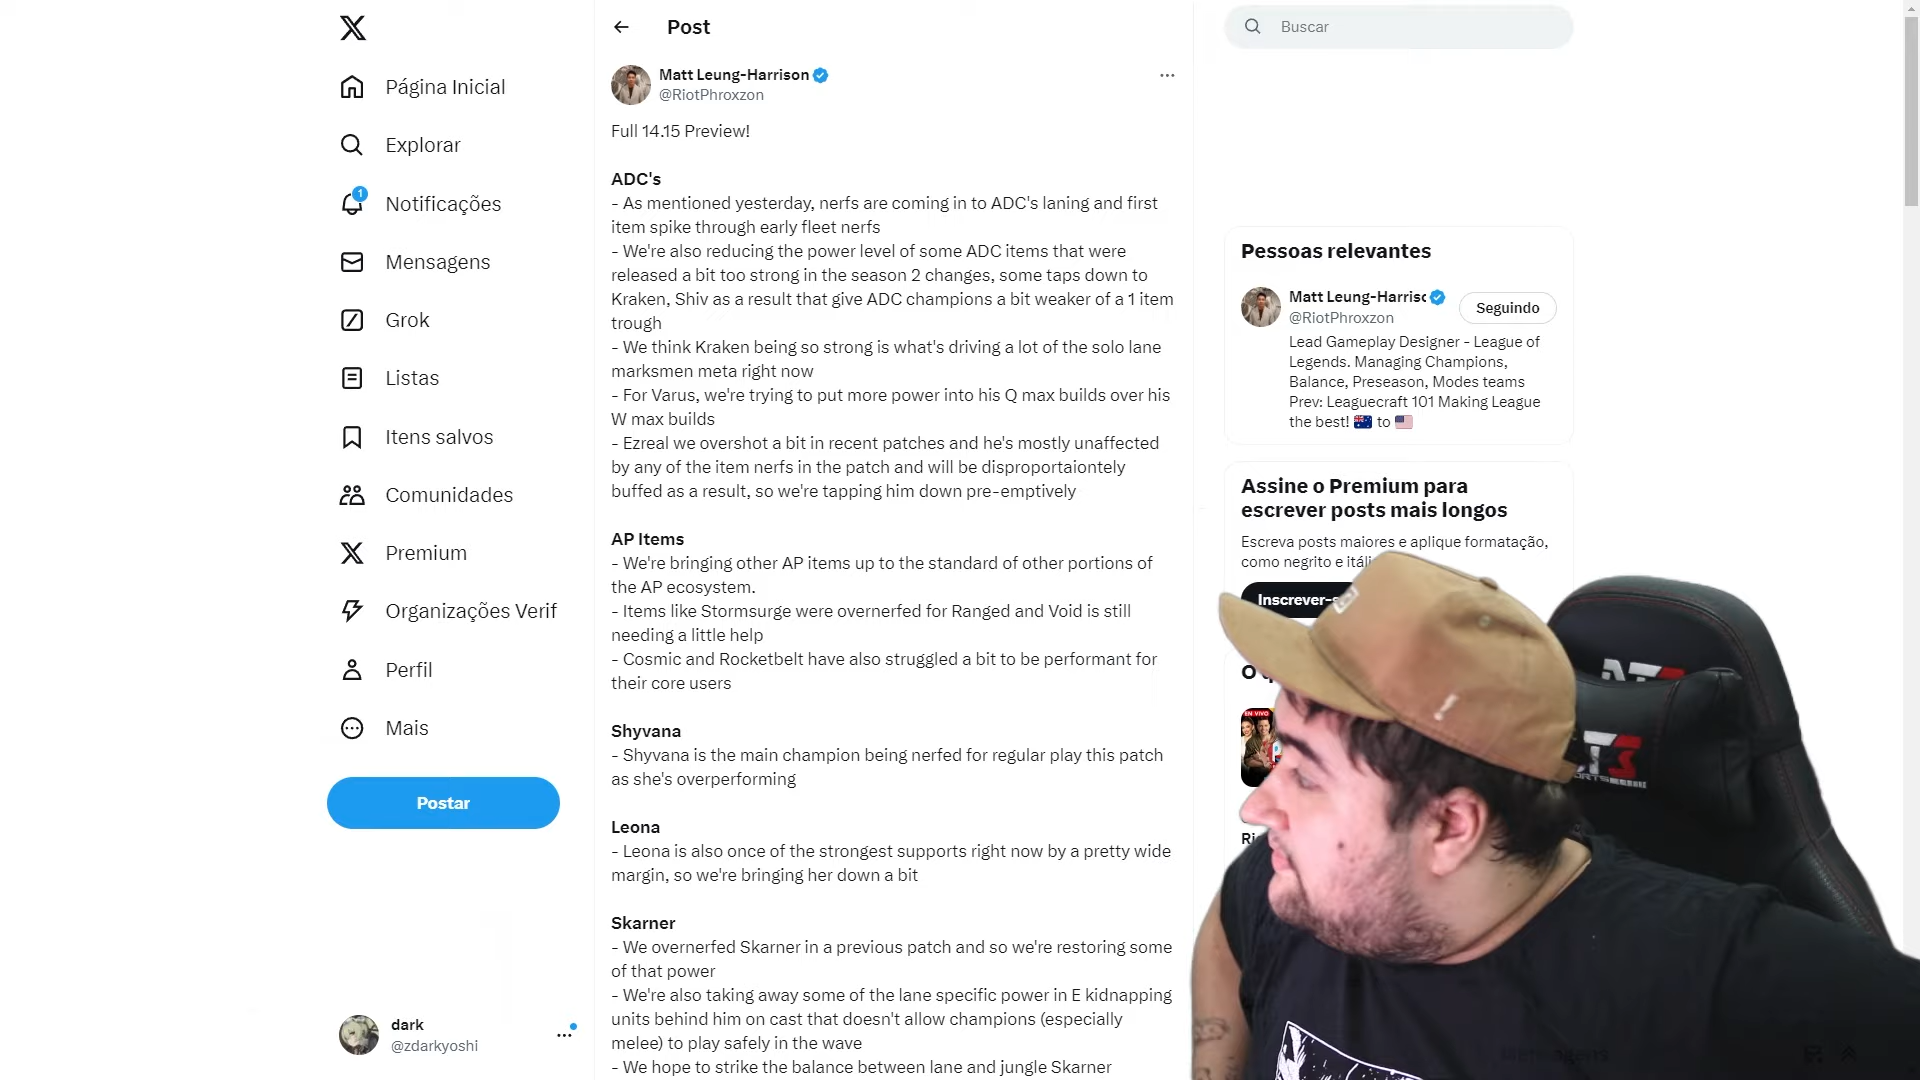 Página Inicial
Explorar
1
Notificações
Mensagens
Grok
Listas
Itens salvos
Comunidades
Premium
Organizações Verif
Perfil
Mais
Postar
dark
@zdarkyoshi
Post
Matt Leung-Harrison
@RiotPhroxzon
Full 14.15 Preview!
ADC's
- As mentioned yesterday, nerfs are coming in to ADC's laning and first
item spike through early fleet nerfs
- We're also reducing the power level of some ADC items that were
released a bit too strong in the season 2 changes, some taps down to
Kraken, Shiv as a result that give ADC champions a bit weaker of a 1 item
trough
- We think Kraken being so strong is what's driving a lot of the solo lane
marksmen meta right now
- For Varus, we're trying to put more power into his Q max builds over his
W max builds
- Ezreal we overshot a bit in recent patches and he's mostly unaffected
by any of the item nerfs in the patch and will be disproportaiontely
buffed as a result, so we're tapping him down pre-emptively
AP Items
- We're bringing other AP items up to the standard of other portions of
the AP ecosystem.
- Items like Stormsurge were overnerfed for Ranged and Void is still
needing a little help
- Cosmic and Rocketbelt have also struggled a bit to be performant for
their core users
Shyvana
- Shyvana is the main champion being nerfed for regular play this patch
as she's overperforming
Leona
- Leona is also once of the strongest supports right now by a pretty wide
margin, so we're bringing her down a bit
Skarner
- We overnerfed Skarner in a previous patch and so we're restoring some
of that power
- We're also taking away some of the lane specific power in E kidnapping
units behind him on cast that doesn't allow champions (especially
melee) to play safely in the wave
- We hope to strike the balance between lane and jungle Skarner
Buscar
Pessoas relevantes
Matt Leung-Harris
@RiotPhroxzon
Seguindo
Lead Gameplay Designer - League of
Legends. Managing Champions,
Balance, Preseason, Modes teams
Prev: Leaguecraft 101 Making League
the best! 🇦🇺 to 🇺🇸
Assine o Premium para
escrever posts mais longos
Escreva posts maiores e aplique formatação,
como negrito e itáli
Inscrever-s
O q
EN VIVO
Ri
DT3